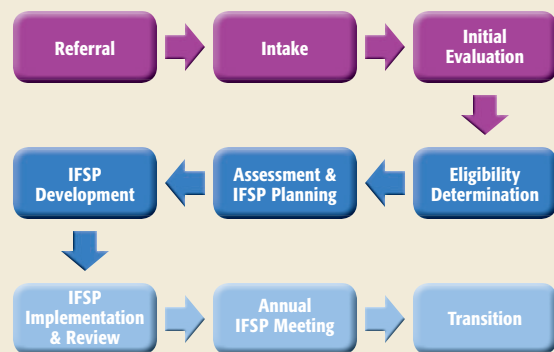 Referral
Intake
Initial
Evaluation
Eligibility
Determination
Assessment &
IFSP Planning
IFSP
Development
IFSP
Implementation
& Review
Annual
IFSP Meeting
Transition